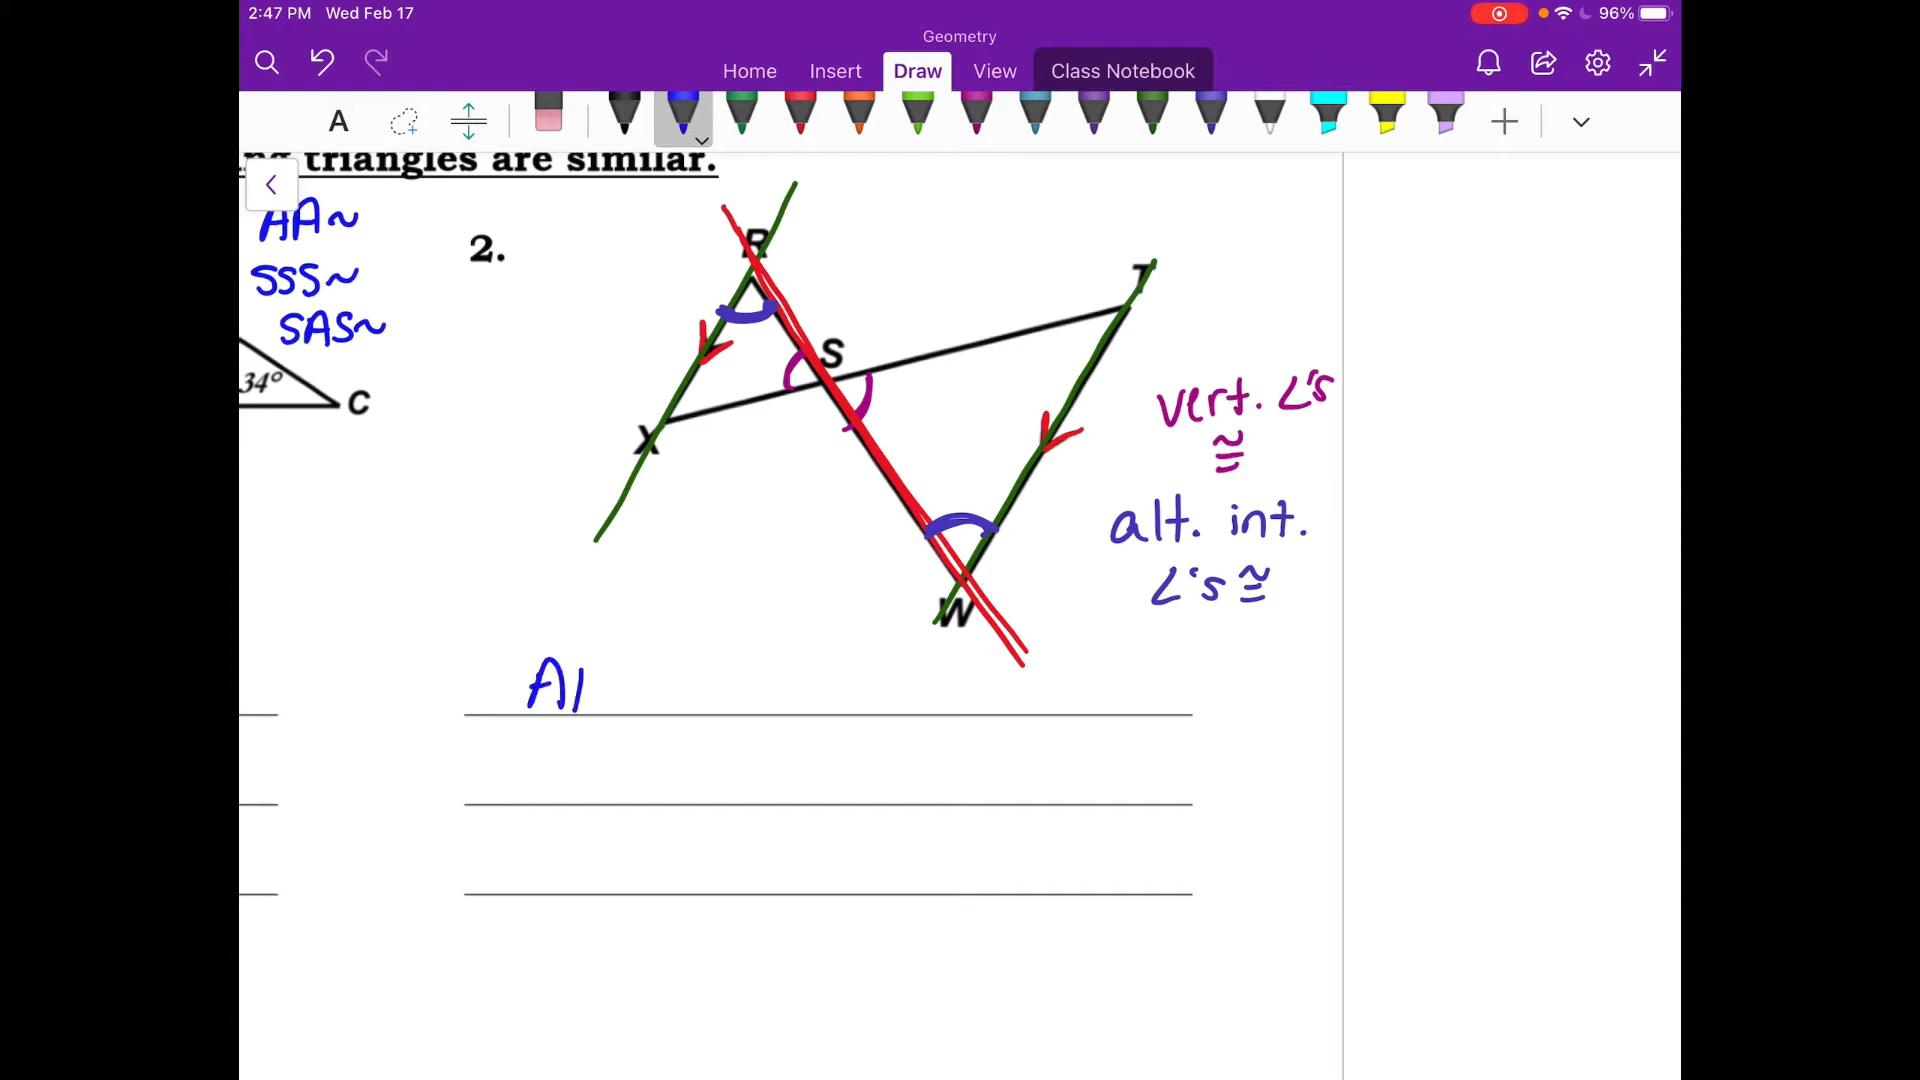 2:47 PM Wed Feb 17
96%
Geometry
Home Insert Draw View Class Notebook
A
triangles are similar.
AA~
SSS~
SAS~
34°
C
2.
R
T
S
X
W
vert. ∠'s
≅
alt. int.
∠'s ≅
A